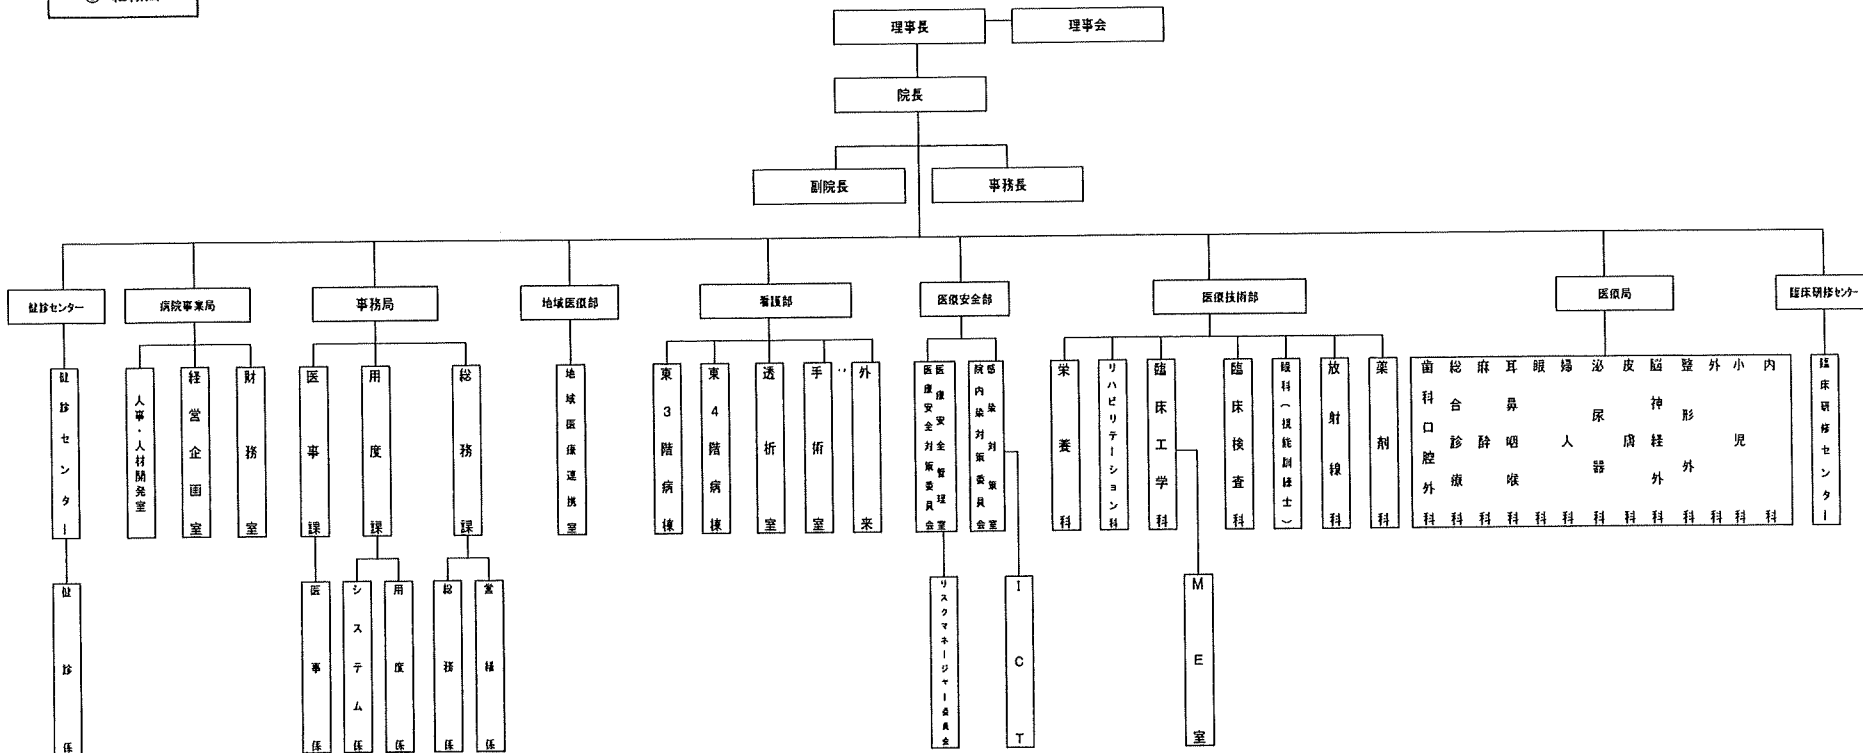 理事長
理事会
院長
副院長
事務長
健診センター
病院事業局
事務局
地域医療部
看護部
医療安全部
医療技術部
医療局
臨床研修センター
健診センター
人事・人材開発室
経営企画室
財務室
医事課
用度課
総務課
地域医療連携室
東3階病棟
東4階病棟
透析室
手術室
外来
医療安全対策委員会
医療安全管理室
院内感染対策委員会
感染対策室
栄養科
リハビリテーション科
臨床工学科
臨床検査科
眼科(視能訓練士)
放射線科
薬剤科
歯科口腔外科
総合診療科
麻酔科
耳鼻咽喉科
眼科
婦人科
泌尿器科
皮膚科
脳神経外科
整形外科
外科
小児科
内科
臨床研修センター
健診係
医事係
システム係
用度係
総務係
営繕係
リスクマネージャー委員会
ICT
ME室